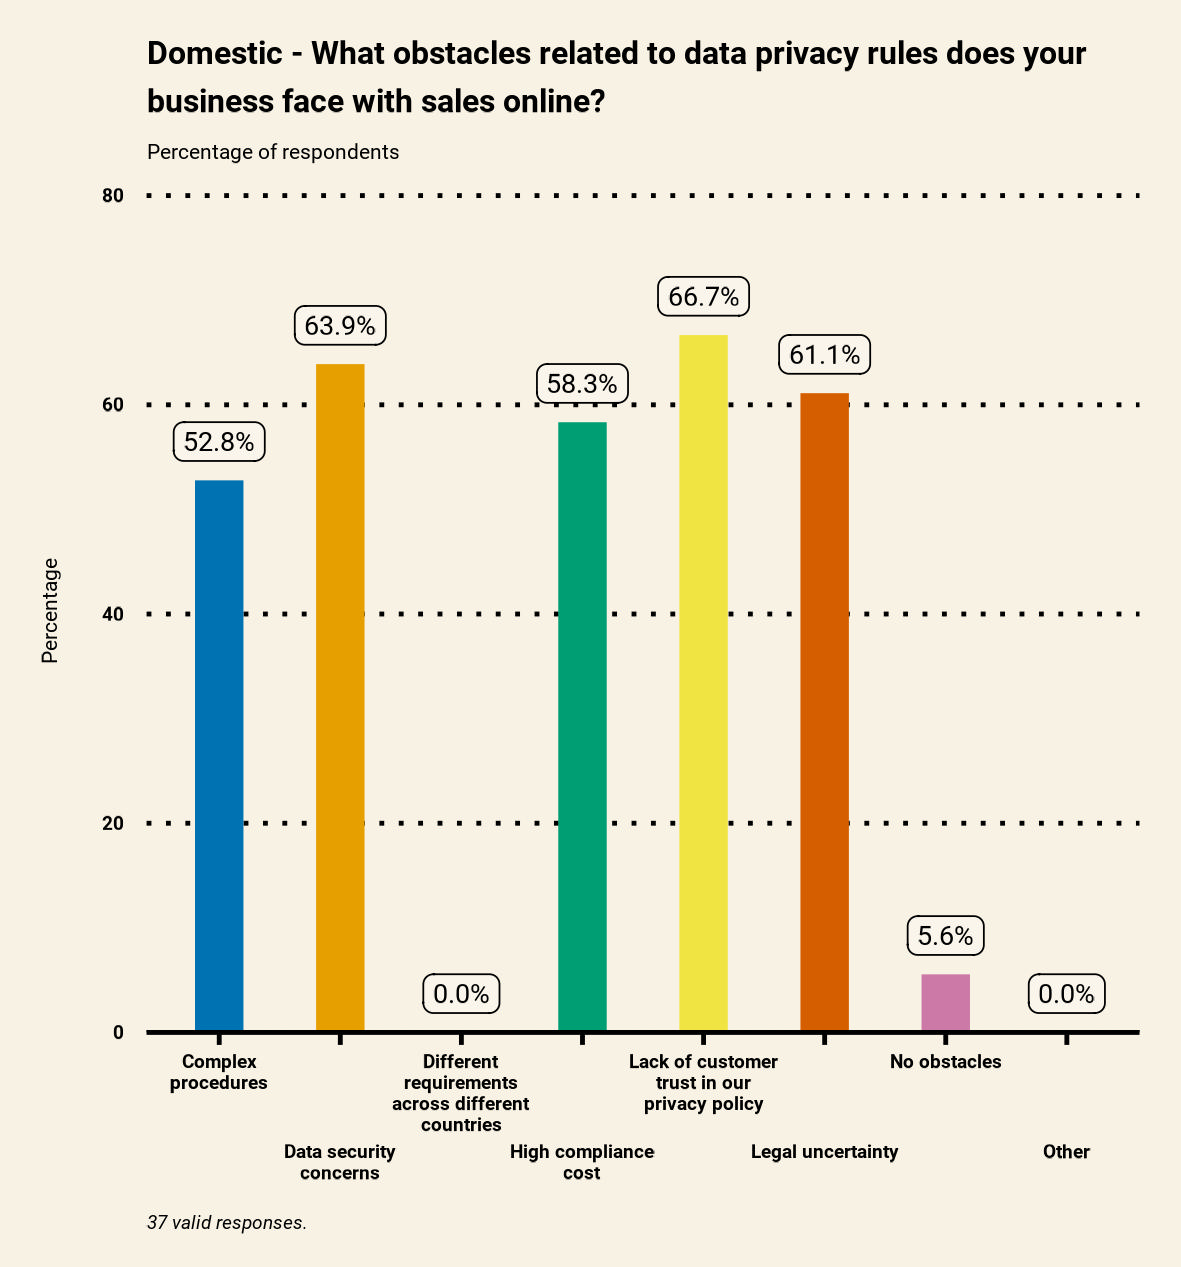 Domestic - What obstacles related to data privacy rules does your
business face with sales online?
Percentage of respondents
80
66.7%
63.9%
61.1%
58.3%
60
52.8%
Percentage
40
20
5.6%
0.0%
0.0%
0
Complex
procedures
Data security
concerns
Different
requirements
across different
countries
High compliance
cost
Lack of customer
trust in our
privacy policy
Legal uncertainty
No obstacles
Other
37 valid responses.